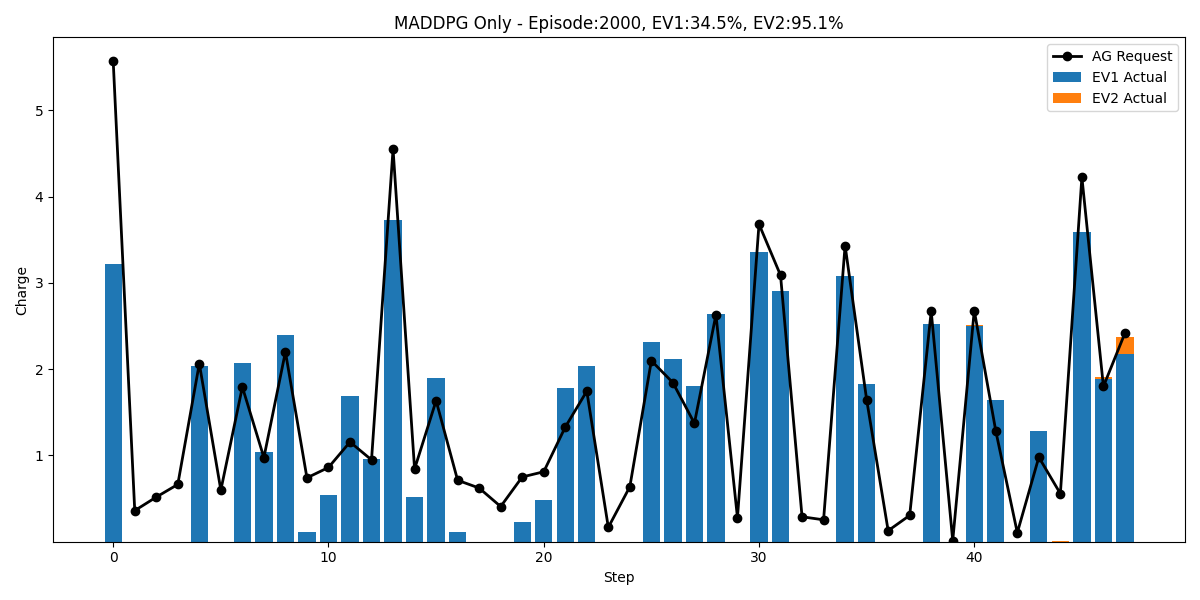 MADDPG Only - Episode:2000, EV1:34.5%, EV2:95.1%
AG Request
EV1 Actual
EV2 Actual
5
4
3
2
1
Charge
0
10
20
30
40
Step